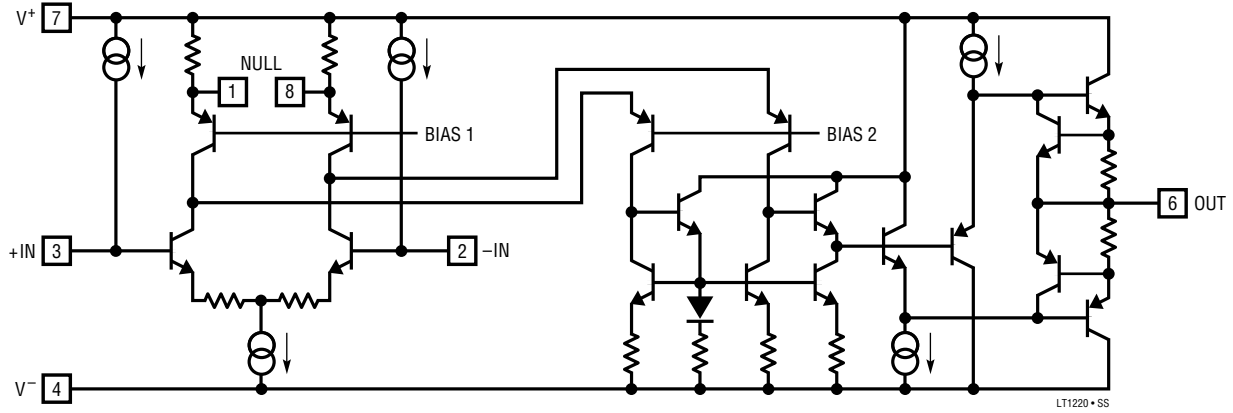 V+ 7
NULL
1 8
BIAS 1
BIAS 2
+IN 3
2 –IN
6 OUT
V– 4
LT1220 • SS